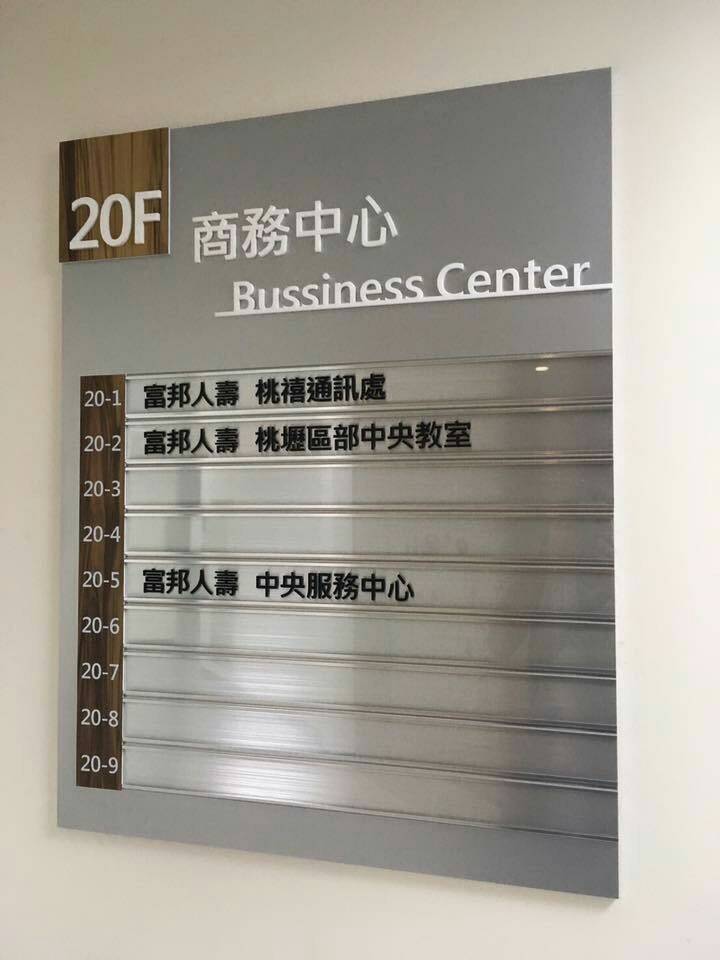 20F
商務中心
Bussiness Center
20-1 富邦人壽 桃禧通訊處
20-2 富邦人壽 桃壢區部中央教室
20-3
20-4
20-5 富邦人壽 中央服務中心
20-6
20-7
20-8
20-9